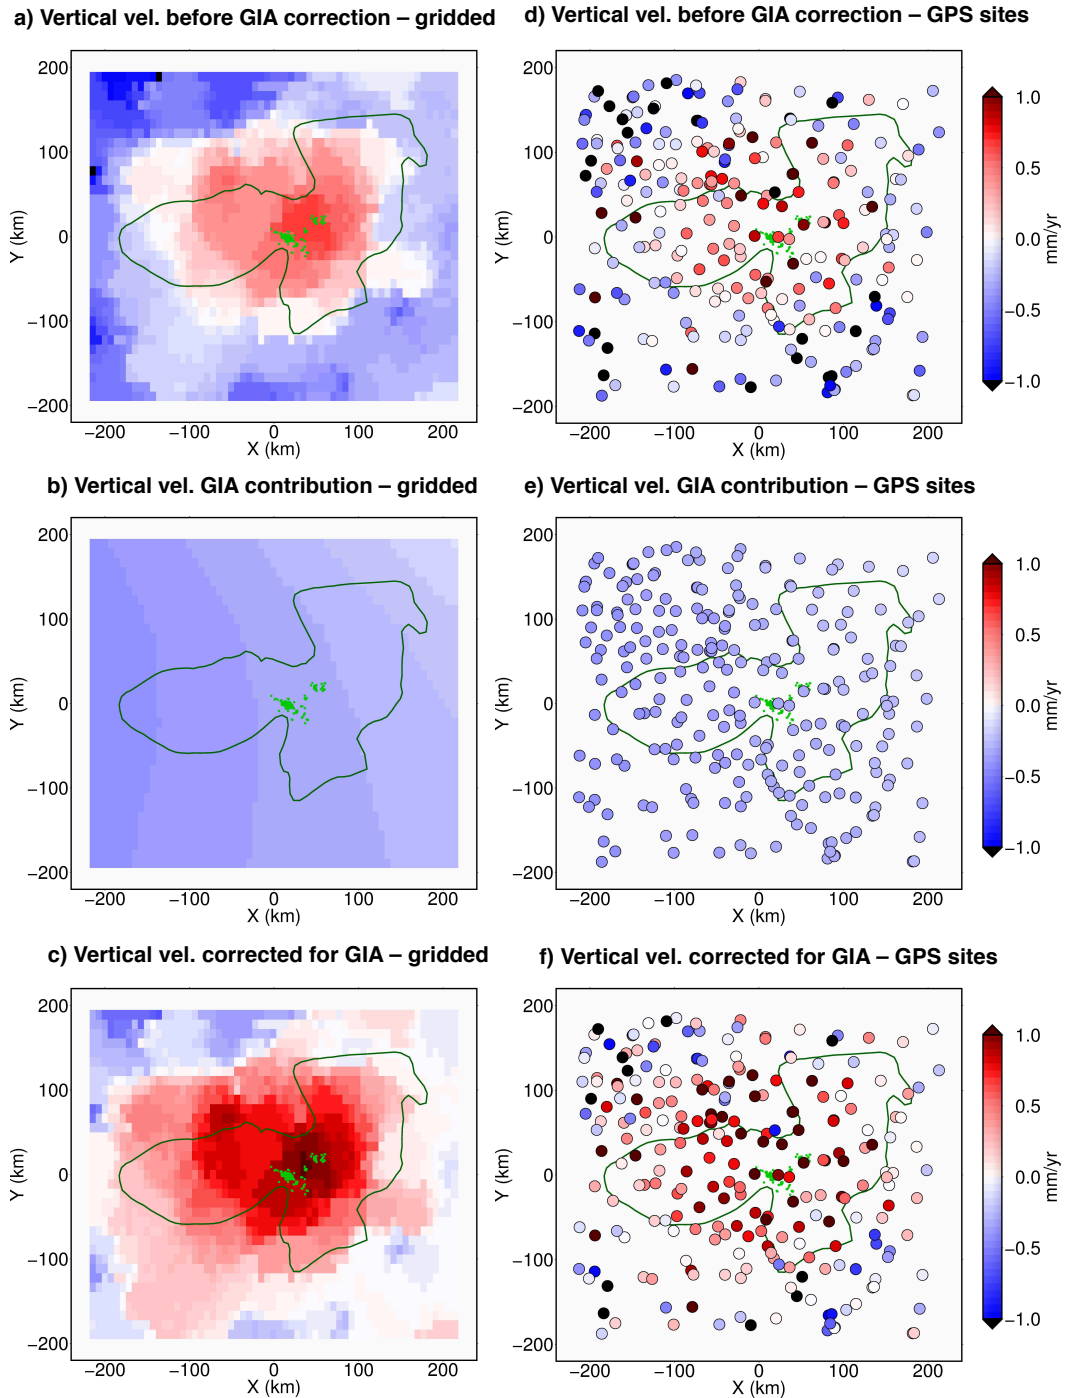 a) Vertical vel. before GIA correction – gridded
d) Vertical vel. before GIA correction – GPS sites
200
100
0
−100
−200
Y (km)
−200 −100 0 100 200
X (km)
200
100
0
−100
−200
Y (km)
−200 −100 0 100 200
X (km)
1.0
0.5
0.0
−0.5
−1.0
mm/yr
b) Vertical vel. GIA contribution – gridded
e) Vertical vel. GIA contribution – GPS sites
200
100
0
−100
−200
Y (km)
−200 −100 0 100 200
X (km)
200
100
0
−100
−200
Y (km)
−200 −100 0 100 200
X (km)
1.0
0.5
0.0
−0.5
−1.0
mm/yr
c) Vertical vel. corrected for GIA – gridded
f) Vertical vel. corrected for GIA – GPS sites
200
100
0
−100
−200
Y (km)
−200 −100 0 100 200
X (km)
200
100
0
−100
−200
Y (km)
−200 −100 0 100 200
X (km)
1.0
0.5
0.0
−0.5
−1.0
mm/yr